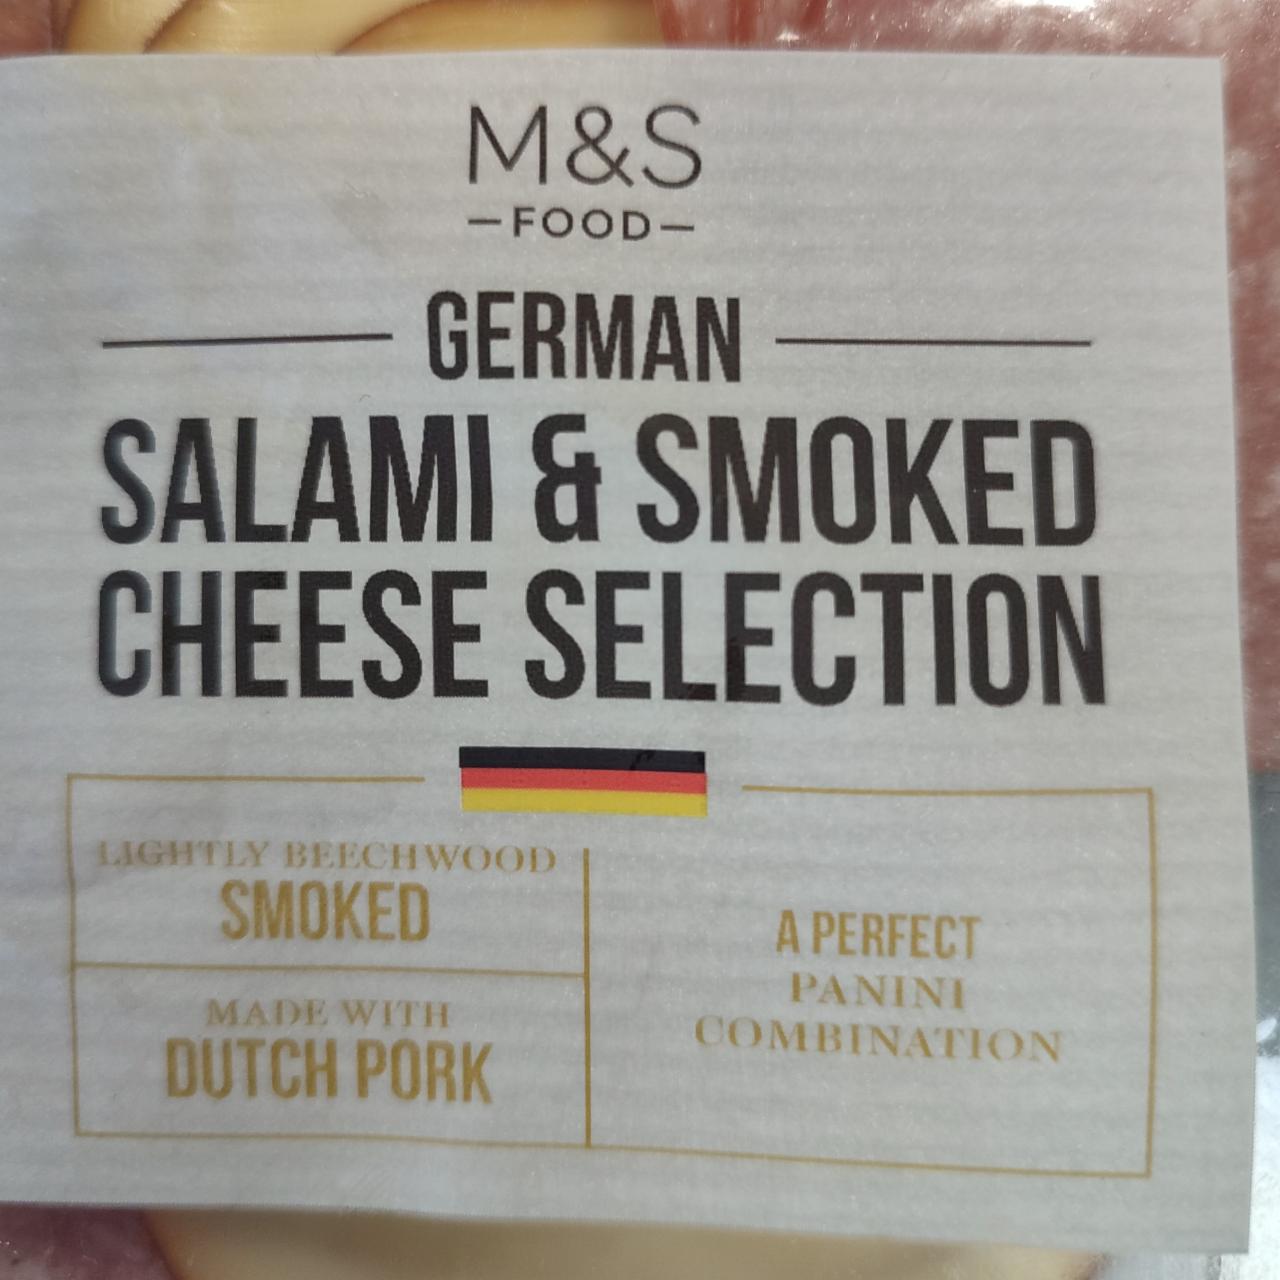 M&S
—FOOD—
GERMAN
SALAMI & SMOKED
CHEESE SELECTION
LIGHTLY BEECHWOOD
SMOKED
MADE WITH
DUTCH PORK
A PERFECT
PANINI
COMBINATION